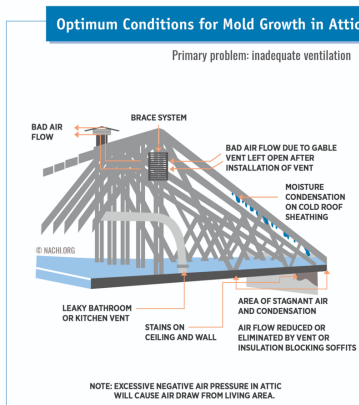 Optimum Conditions for Mold Growth in Attic
Primary problem: inadequate ventilation
BRACE SYSTEM
BAD AIR
FLOW
BAD AIR FLOW DUE TO GABLE
VENT LEFT OPEN AFTER
INSTALLATION OF VENT
MOISTURE
CONDENSATION
ON COLD ROOF
SHEATHING
© NACHI.ORG
LEAKY BATHROOM
OR KITCHEN VENT
STAINS ON
CEILING AND WALL
AREA OF STAGNANT AIR
AND CONDENSATION
AIR FLOW REDUCED OR
ELIMINATED BY VENT OR
INSULATION BLOCKING SOFFITS
NOTE: EXCESSIVE NEGATIVE AIR PRESSURE IN ATTIC
WILL CAUSE AIR DRAW FROM LIVING AREA.